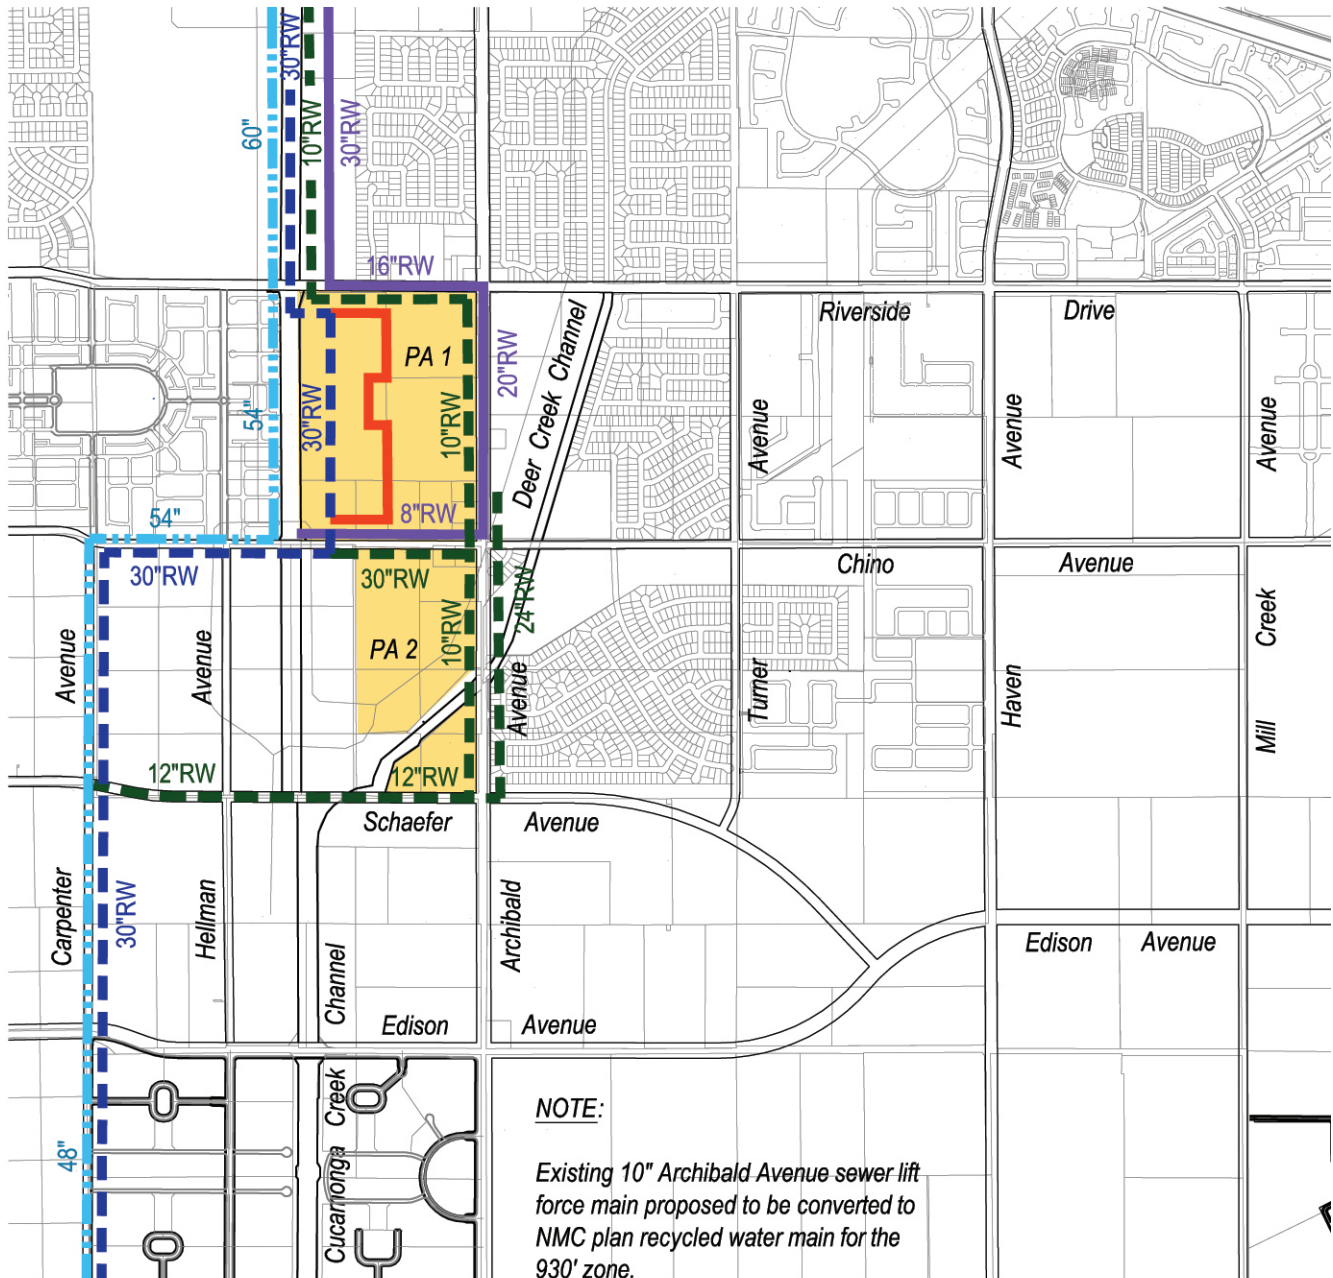 30"RW
60"
10"RW
30"RW
16"RW
Riverside
Drive
PA 1
20"RW
Deer Creek Channel
54"
30"RW
10"RW
Avenue
Avenue
Avenue
54"
8"RW
30"RW
30"RW
24"RW
Chino
Avenue
Avenue
Avenue
PA 2
10"RW
Avenue
Turner
Haven
Creek
Mill
12"RW
12"RW
Schaefer
Avenue
Carpenter
30"RW
Hellman
Channel
Archibald
Edison
Avenue
Edison
Avenue
48"
Cucamonga Creek
NOTE:
Existing 10" Archibald Avenue sewer lift
force main proposed to be converted to
NMC plan recycled water main for the
930' zone.